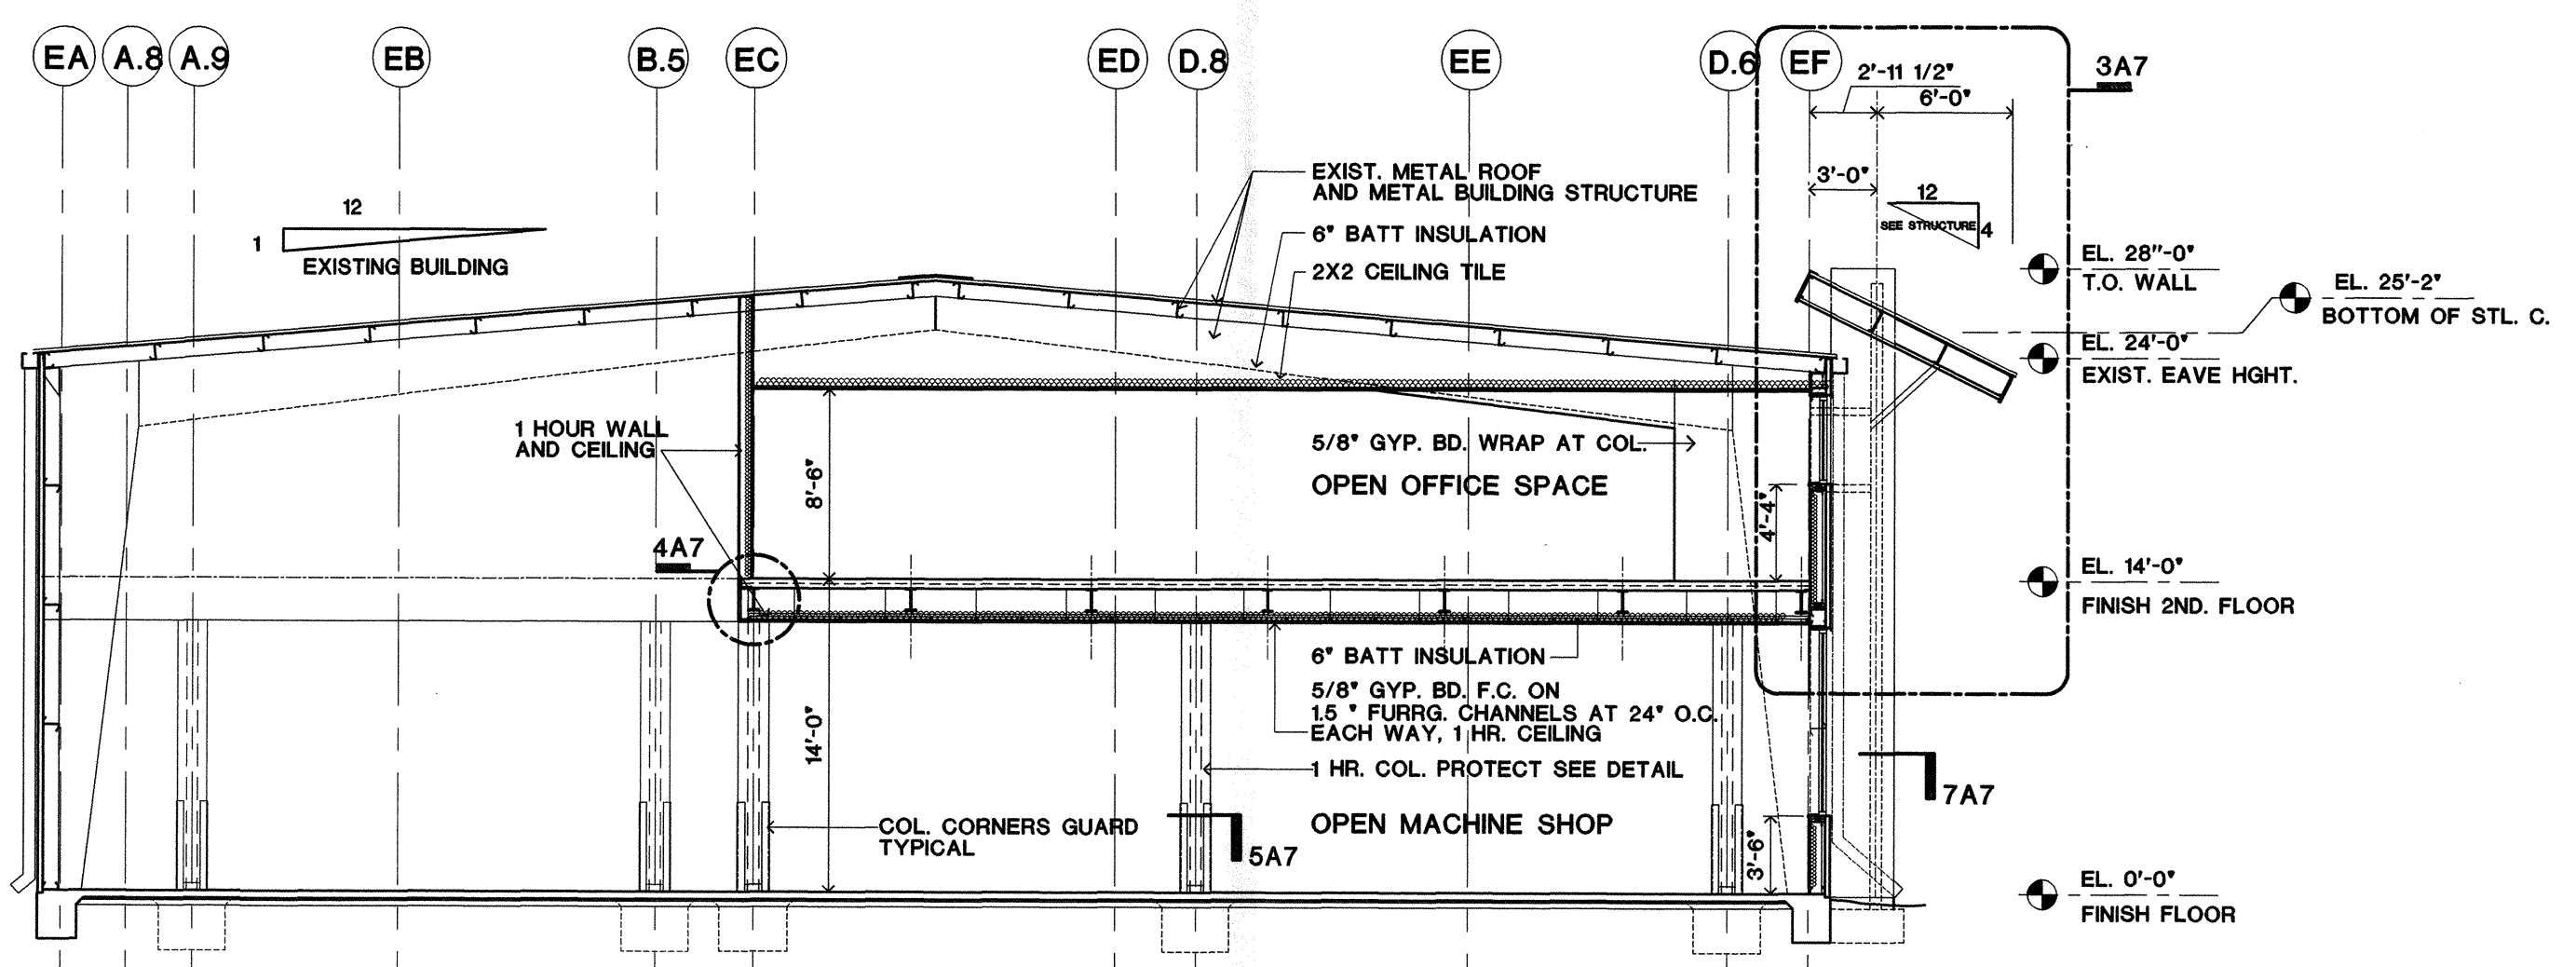 EA A.8 A.9 EB B.5 EC ED D.8 EE D.6 EF
3A7
2'-11 1/2"
6'-0"
3'-0"
12
SEE STRUCTURE 4
12
1
EXISTING BUILDING
EXIST. METAL ROOF
AND METAL BUILDING STRUCTURE
6" BATT INSULATION
2X2 CEILING TILE
EL. 28"-0"
T.O. WALL
EL. 25'-2"
BOTTOM OF STL. C.
EL. 24'-0"
EXIST. EAVE HGHT.
1 HOUR WALL
AND CEILING
8'-6"
5/8" GYP. BD. WRAP AT COL.
OPEN OFFICE SPACE
4'-4"
4A7
EL. 14'-0"
FINISH 2ND. FLOOR
6" BATT INSULATION
5/8" GYP. BD. F.C. ON
1.5 " FURRG. CHANNELS AT 24" O.C.
EACH WAY, 1 HR. CEILING
14'-0"
1 HR. COL. PROTECT SEE DETAIL
7A7
COL. CORNERS GUARD
TYPICAL
OPEN MACHINE SHOP
5A7
3'-6"
EL. 0'-0"
FINISH FLOOR